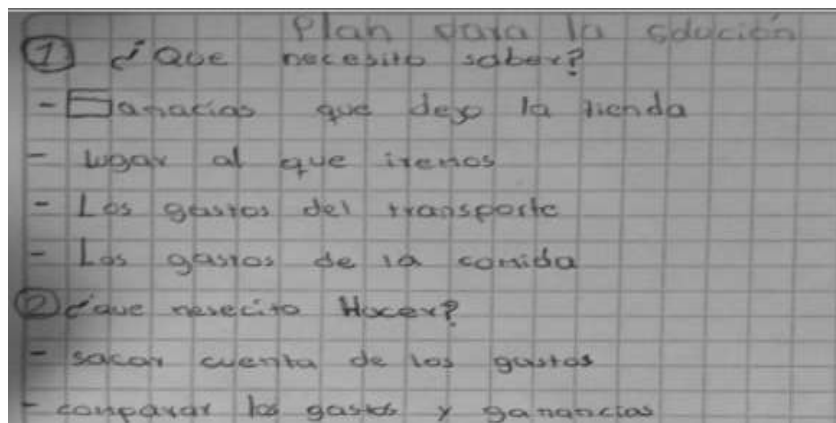 Plan para la solución
① ¿Que necesito saber?
- Ganacias que dejo la tienda
- Lugar al que iremos
- Los gastos del transporte
- Los gastos de la comida
② ¿que nesecito Hacer?
- sacar cuenta de los gastos
- comparar los gastos y ganancias